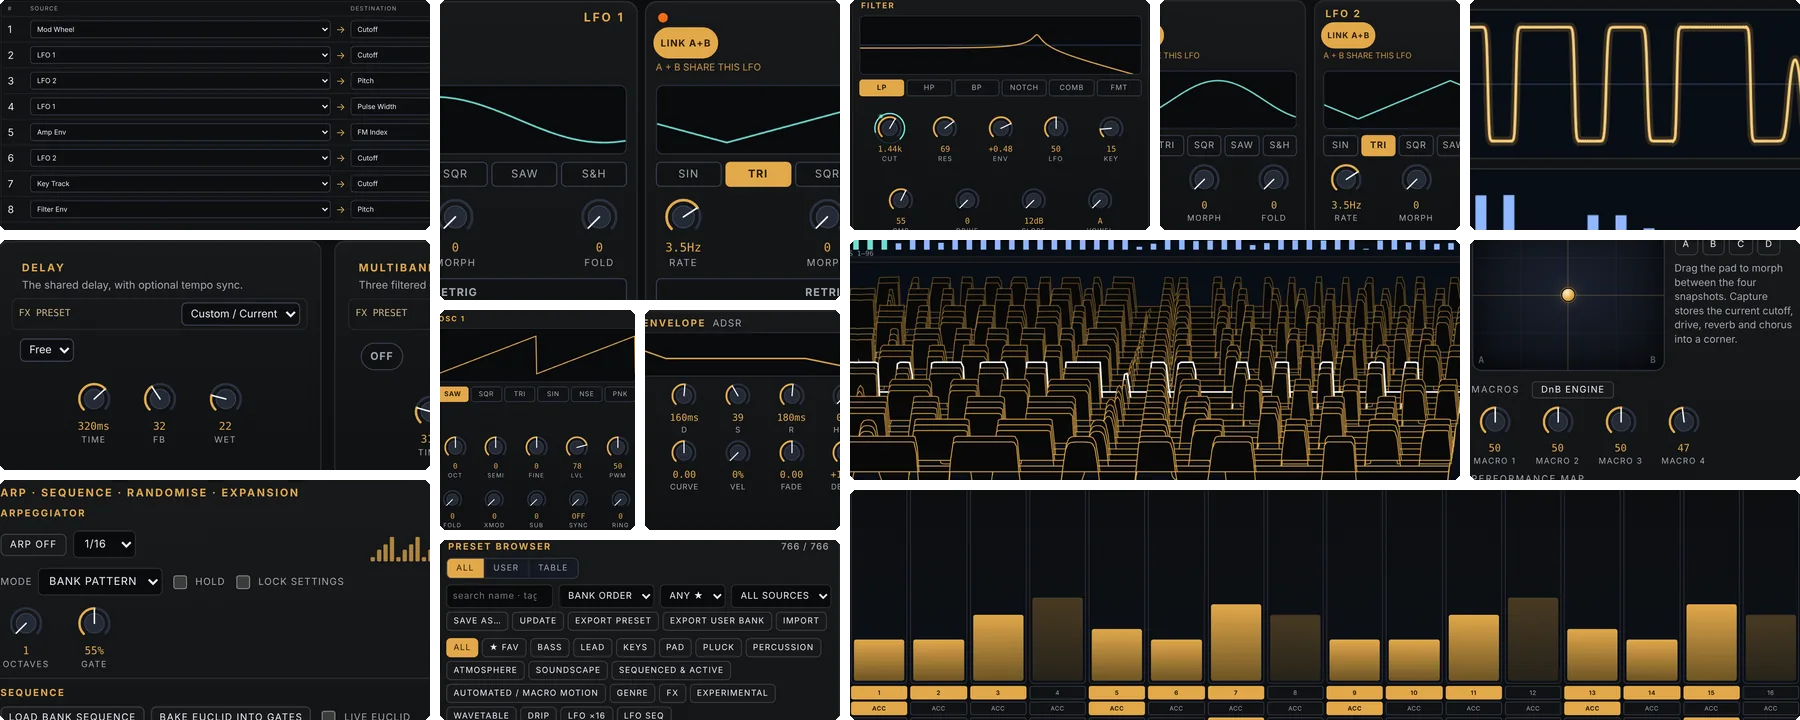 # SOURCE DESTINATION
1 Mod Wheel → Cutoff
2 LFO 1 → Cutoff
3 LFO 2 → Pitch
4 LFO 1 → Pulse Width
5 Amp Env → FM Index
6 LFO 2 → Cutoff
7 Key Track → Cutoff
8 Filter Env → Pitch
DELAY
The shared delay, with optional tempo sync.
FX PRESET Custom / Current
Free
320ms 32 22
TIME FB WET
MULTIBAN
Three filtered
FX PRESET
OFF
ARP · SEQUENCE · RANDOMISE · EXPANSION
ARPEGGIATOR
ARP OFF 1/16
MODE BANK PATTERN HOLD LOCK SETTINGS
1 55%
OCTAVES GATE
SEQUENCE
LOAD BANK SEQUENCE BAKE EUCLID INTO GATES LIVE EUCLID
LFO 1
SQR SAW S&H
0 0
MORPH FOLD
RETRIG
LINK A+B
A + B SHARE THIS LFO
SIN TRI SQR
3.5Hz 0
RATE MORP
RETRI
OSC 1
SAW SQR TRI SIN NSE PNK
0 0 0 78 50
OCT SEMI FINE LVL PWM
0 0 0 OFF 0
FOLD XMOD SUB SYNC RING
ENVELOPE ADSR
160ms 39 180ms
D S R H
0.00 0% 0.00
CURVE VEL FADE DE
PRESET BROWSER 766 / 766
ALL USER TABLE
search name · tag BANK ORDER ANY ★ ALL SOURCES
SAVE AS… UPDATE EXPORT PRESET EXPORT USER BANK IMPORT
ALL ★ FAV BASS LEAD KEYS PAD PLUCK PERCUSSION
ATMOSPHERE SOUNDSCAPE SEQUENCED & ACTIVE
AUTOMATED / MACRO MOTION GENRE FX EXPERIMENTAL
WAVETABLE DRIP LFO ×16 LFO SEQ
FILTER
LP HP BP NOTCH COMB FMT
1.44k 69 +0.48 50 15
CUT RES ENV LFO KEY
55 0 12dB A
LFO 2
LINK A+B
THIS LFO
A + B SHARE THIS LFO
TRI SQR SAW S&H
SIN TRI SQR SAW
0 0
MORPH FOLD
3.5Hz 0
RATE MORPH
1–96
A B C D
Drag the pad to morph
between the four
snapshots. Capture
stores the current cutoff,
drive, reverb and chorus
into a corner.
A B
MACROS DnB ENGINE
50 50 50 47
MACRO 1 MACRO 2 MACRO 3 MACRO 4
PERFORMANCE MAP
1 2 3 4 5 6 7 8 9 10 11 12 13 14 15 16
ACC ACC ACC ACC ACC ACC ACC ACC ACC ACC ACC ACC ACC ACC ACC ACC